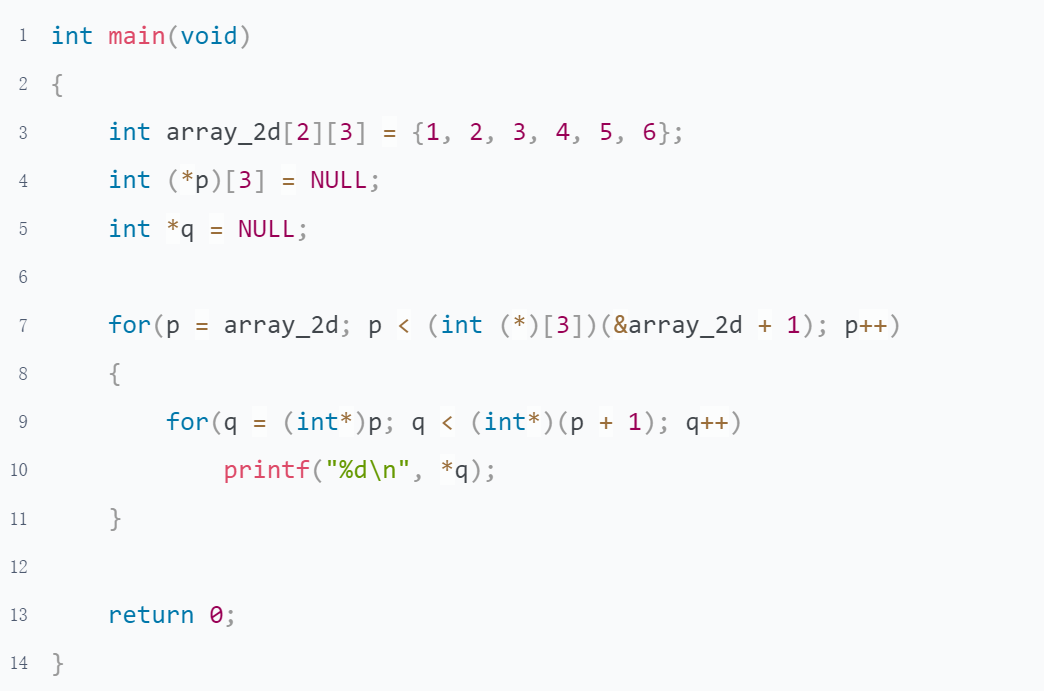 1 int main(void)
2 {
3     int array_2d[2][3] = {1, 2, 3, 4, 5, 6};
4     int (*p)[3] = NULL;
5     int *q = NULL;
6
7     for(p = array_2d; p < (int (*)[3])(&array_2d + 1); p++)
8     {
9         for(q = (int*)p; q < (int*)(p + 1); q++)
10             printf("%d\n", *q);
11     }
12
13     return 0;
14 }